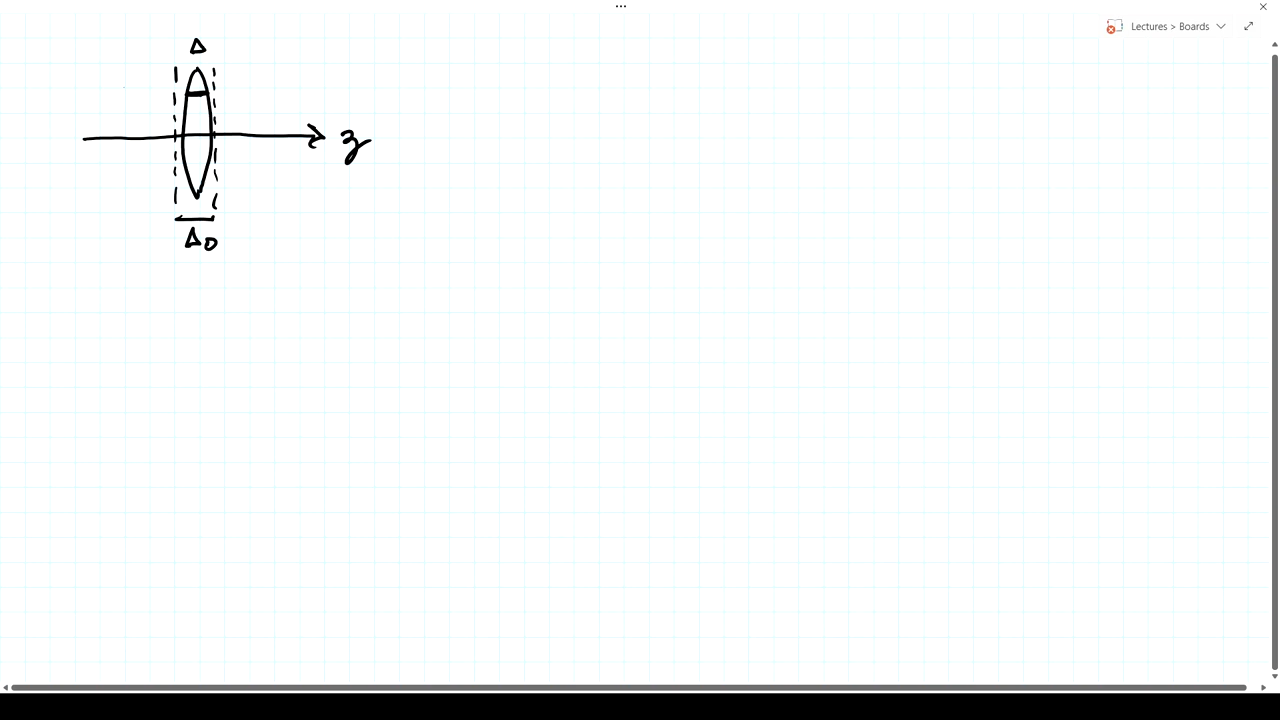 Lectures > Boards
Δ
z
Δ₀